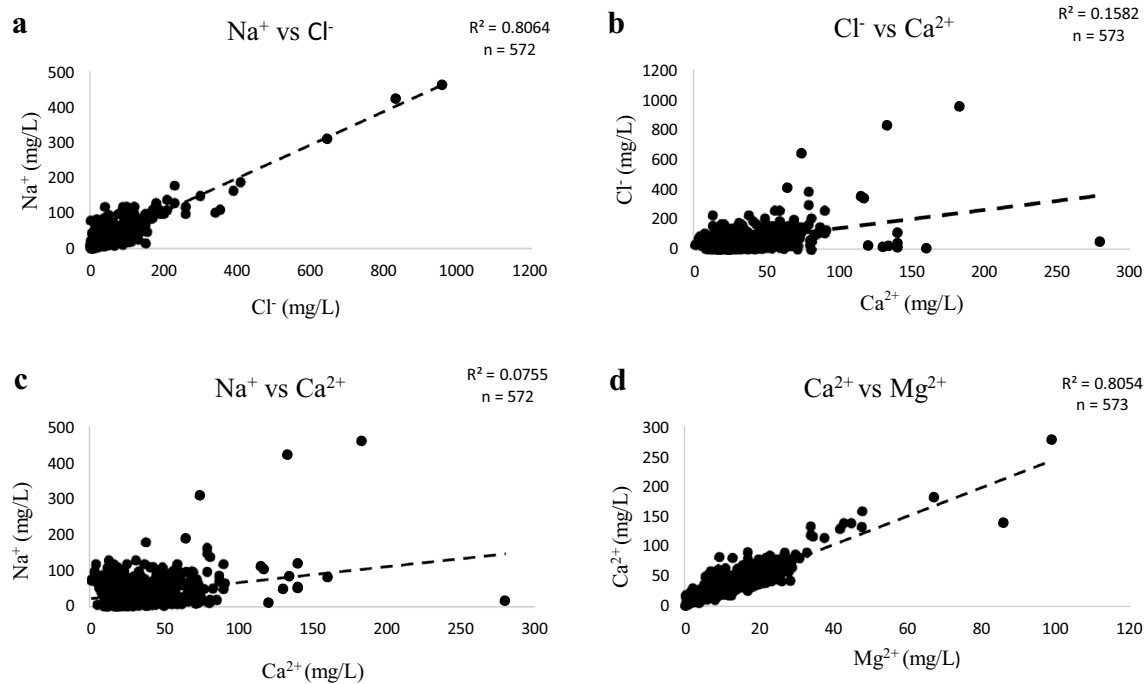 a
Na⁺ vs Cl⁻
R² = 0.8064
n = 572
500
400
300
200
100
0
Na⁺ (mg/L)
0 200 400 600 800 1000 1200
Cl⁻ (mg/L)
b
Cl⁻ vs Ca²⁺
R² = 0.1582
n = 573
1200
1000
800
600
400
200
0
Cl⁻ (mg/L)
0 50 100 150 200 250 300
Ca²⁺ (mg/L)
c
Na⁺ vs Ca²⁺
R² = 0.0755
n = 572
500
400
300
200
100
0
Na⁺ (mg/L)
0 50 100 150 200 250 300
Ca²⁺ (mg/L)
d
Ca²⁺ vs Mg²⁺
R² = 0.8054
n = 573
300
250
200
150
100
50
0
Ca²⁺ (mg/L)
0 20 40 60 80 100 120
Mg²⁺ (mg/L)